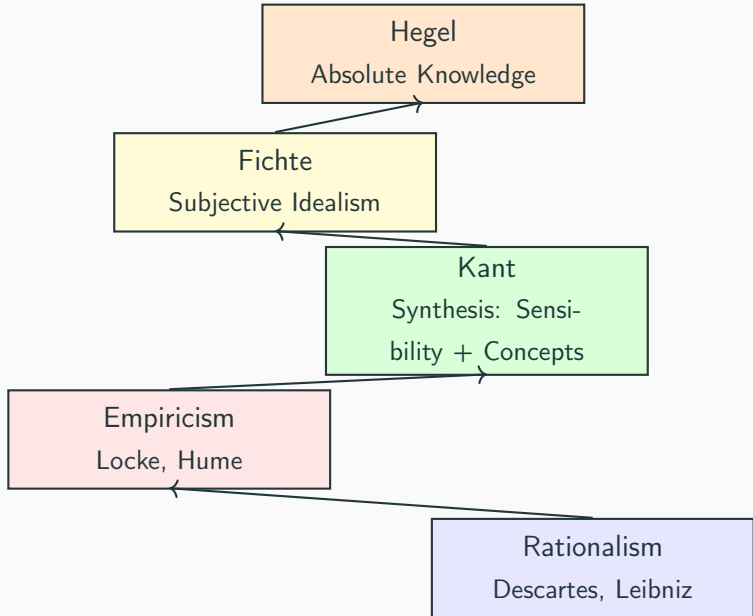 Hegel
Absolute Knowledge
Fichte
Subjective Idealism
Kant
Synthesis: Sensi-
bility + Concepts
Empiricism
Locke, Hume
Rationalism
Descartes, Leibniz